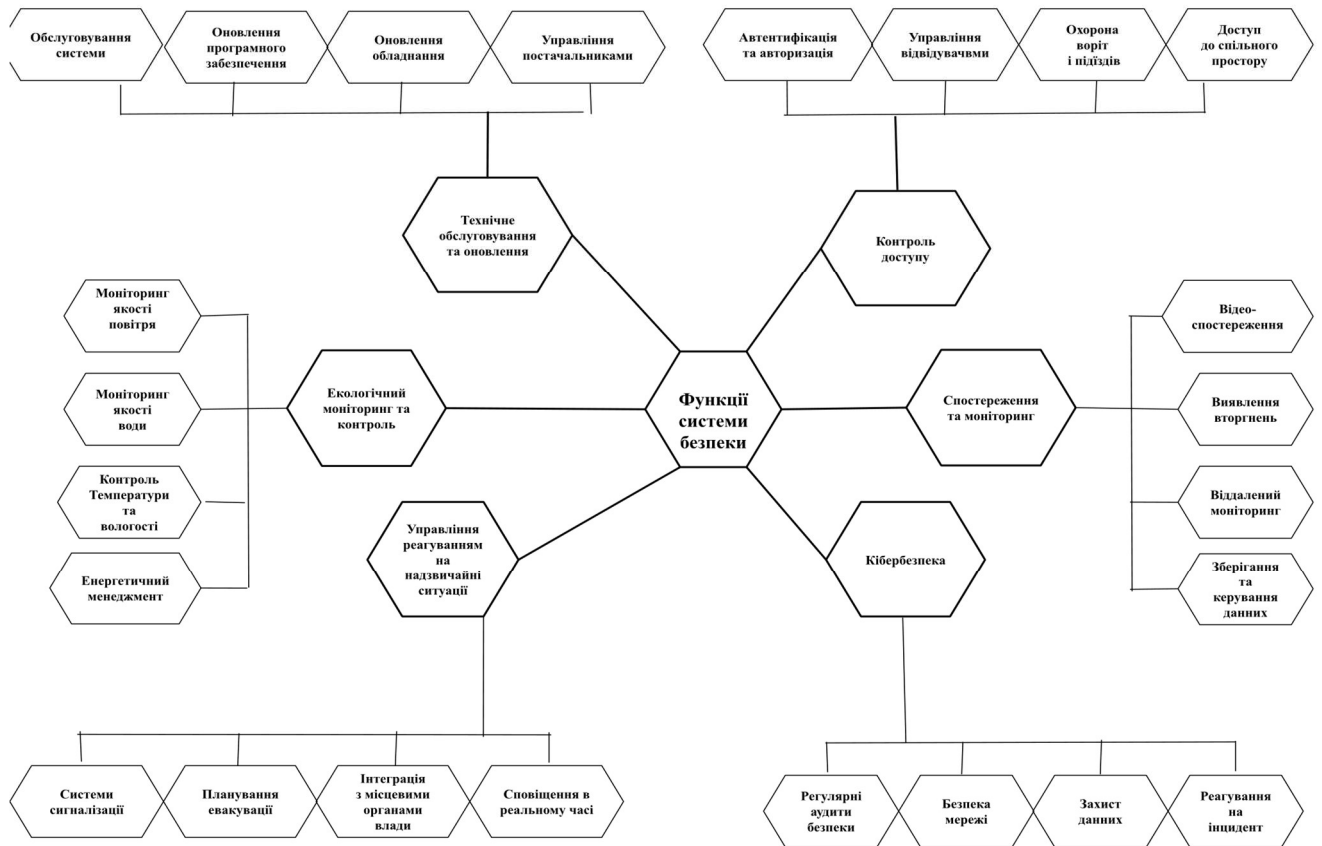 Обслуговування
системи
Оновлення
програмного
забезпечення
Оновлення
обладнання
Управління
постачальниками
Автентифікація
та авторизація
Управління
відвідувачвми
Охорона
воріт
і підїздів
Доступ
до спільного
простору
Технічне
обслуговування
та оновлення
Контроль
доступу
Моніторинг
якості
повітря
Моніторинг
якості
води
Контроль
Температури
та
вологості
Енергетичний
менеджмент
Екологічний
моніторинг та
контроль
Функції
системи
безпеки
Спостереження
та моніторинг
Відео-
спостереження
Виявлення
вторгнень
Віддалений
моніторинг
Зберігання
та
керування
данних
Управління
реагуванням
на
надзвичайні
ситуації
Кібербезпека
Системи
сигналізації
Планування
евакувації
Інтеграція
з місцевими
органами
влади
Сповіщення в
реальному часі
Регулярні
аудити
безпеки
Безпека
мережі
Захист
данних
Реагування
на
інцидент